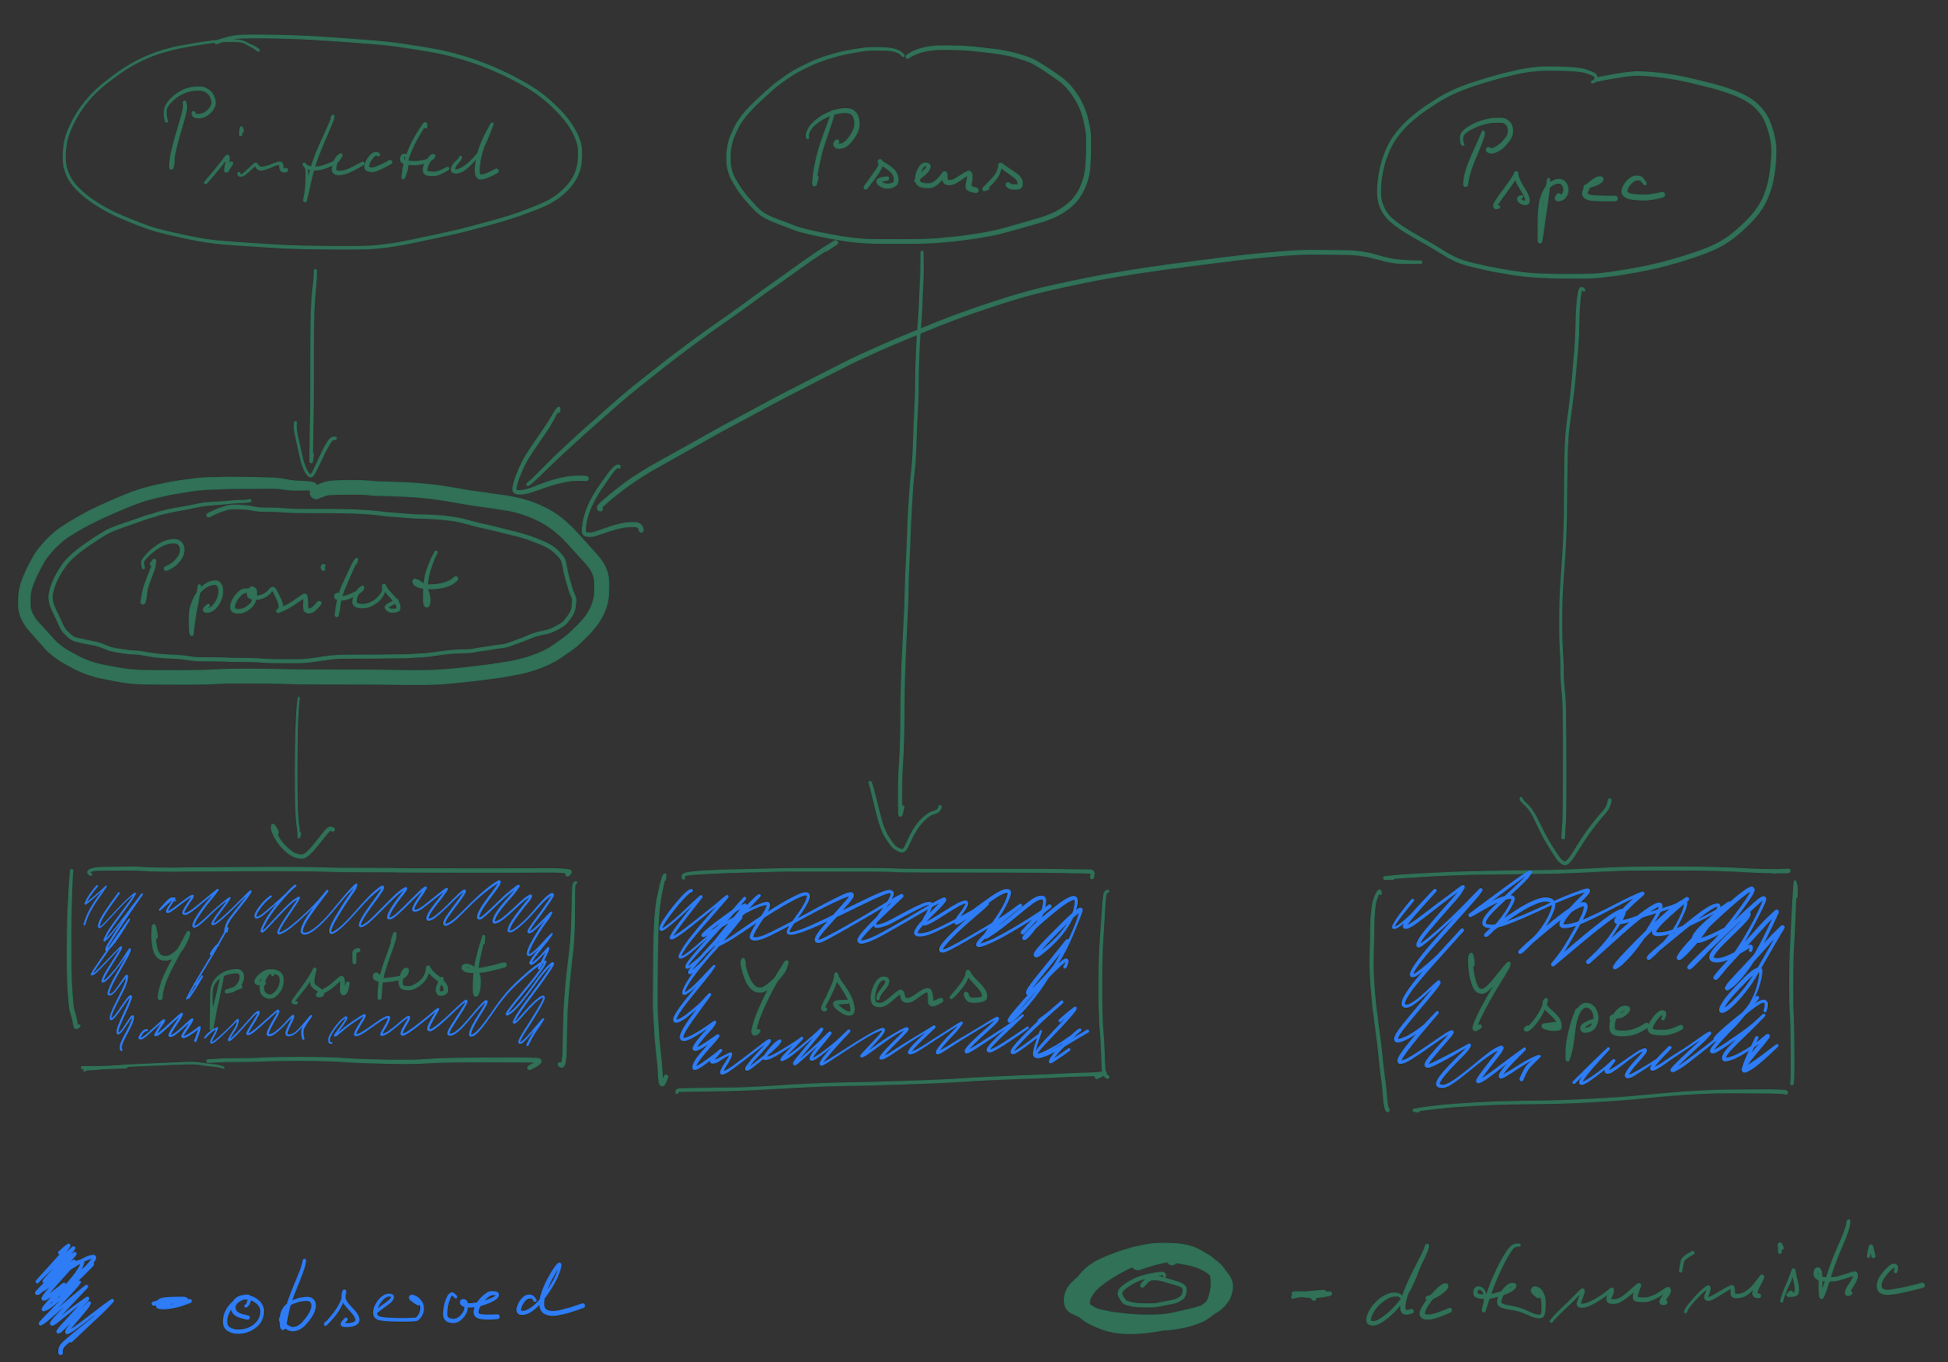 P infected
P sens
P spec
P positest
Y positest
Y sens
Y spec
- observed
- deterministic